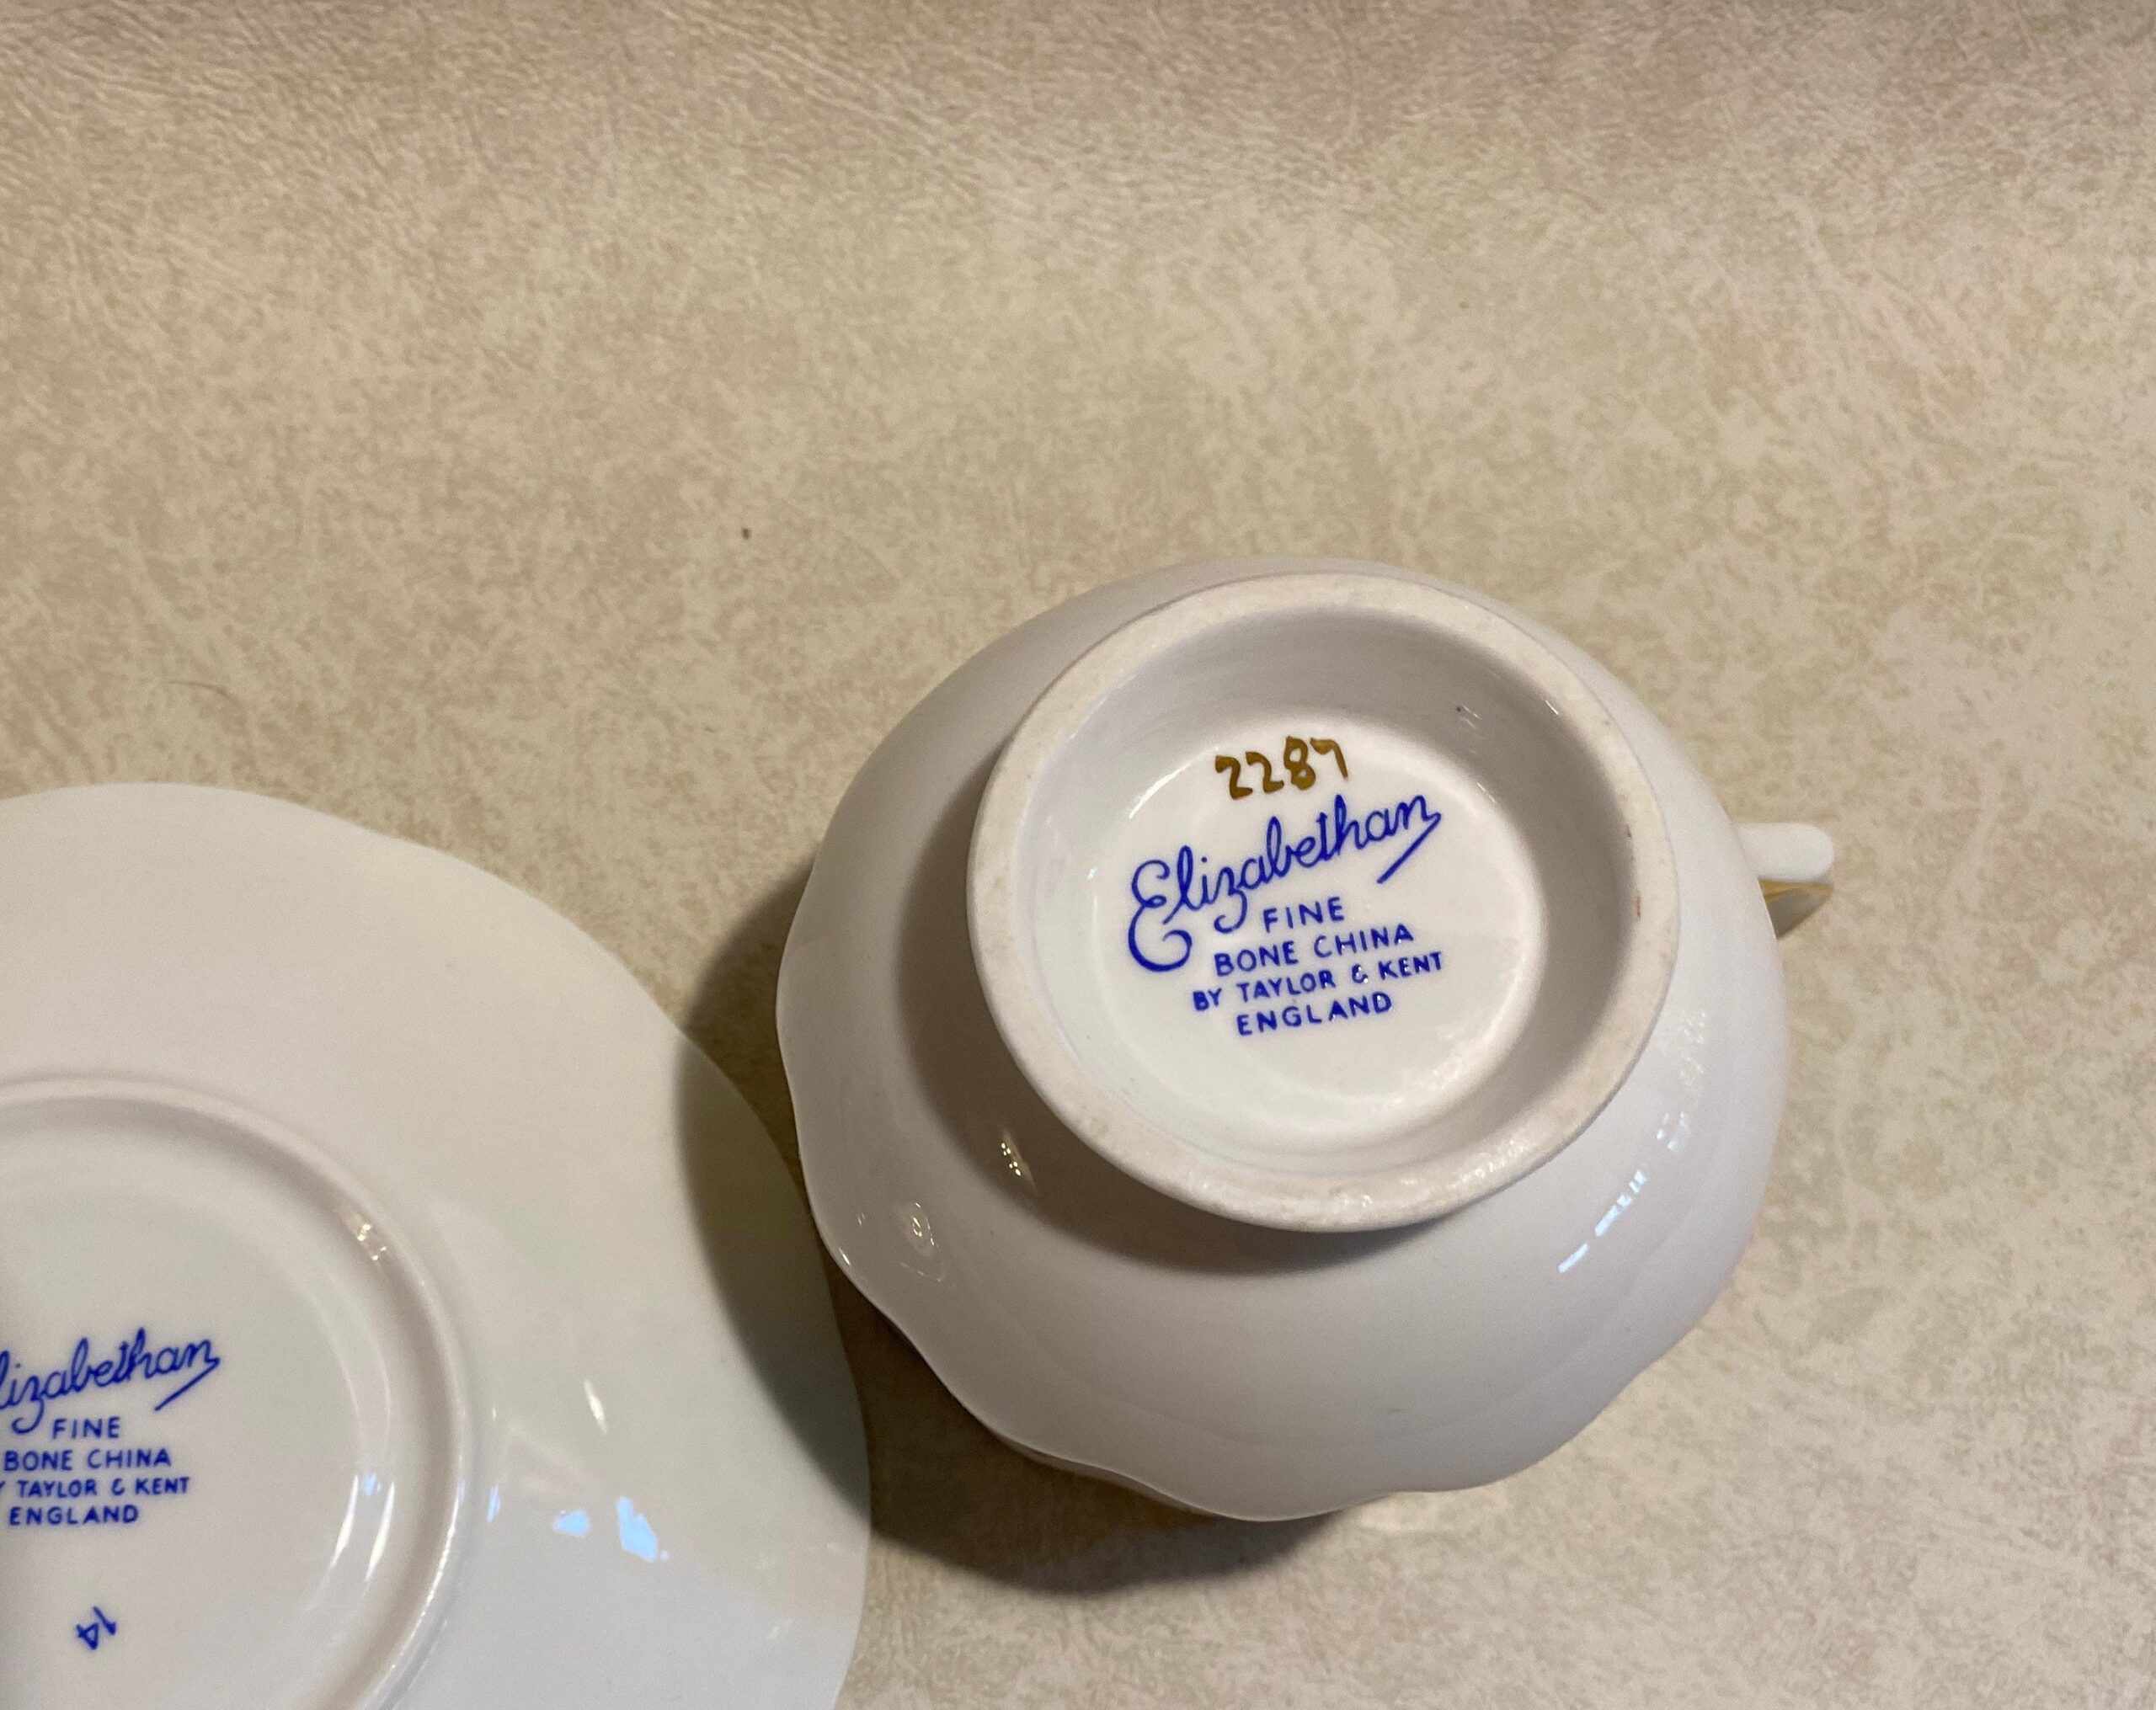 2287
Elizabethan
FINE
BONE CHINA
BY TAYLOR & KENT
ENGLAND
lizabethan
FINE
BONE CHINA
Y TAYLOR & KENT
ENGLAND
14